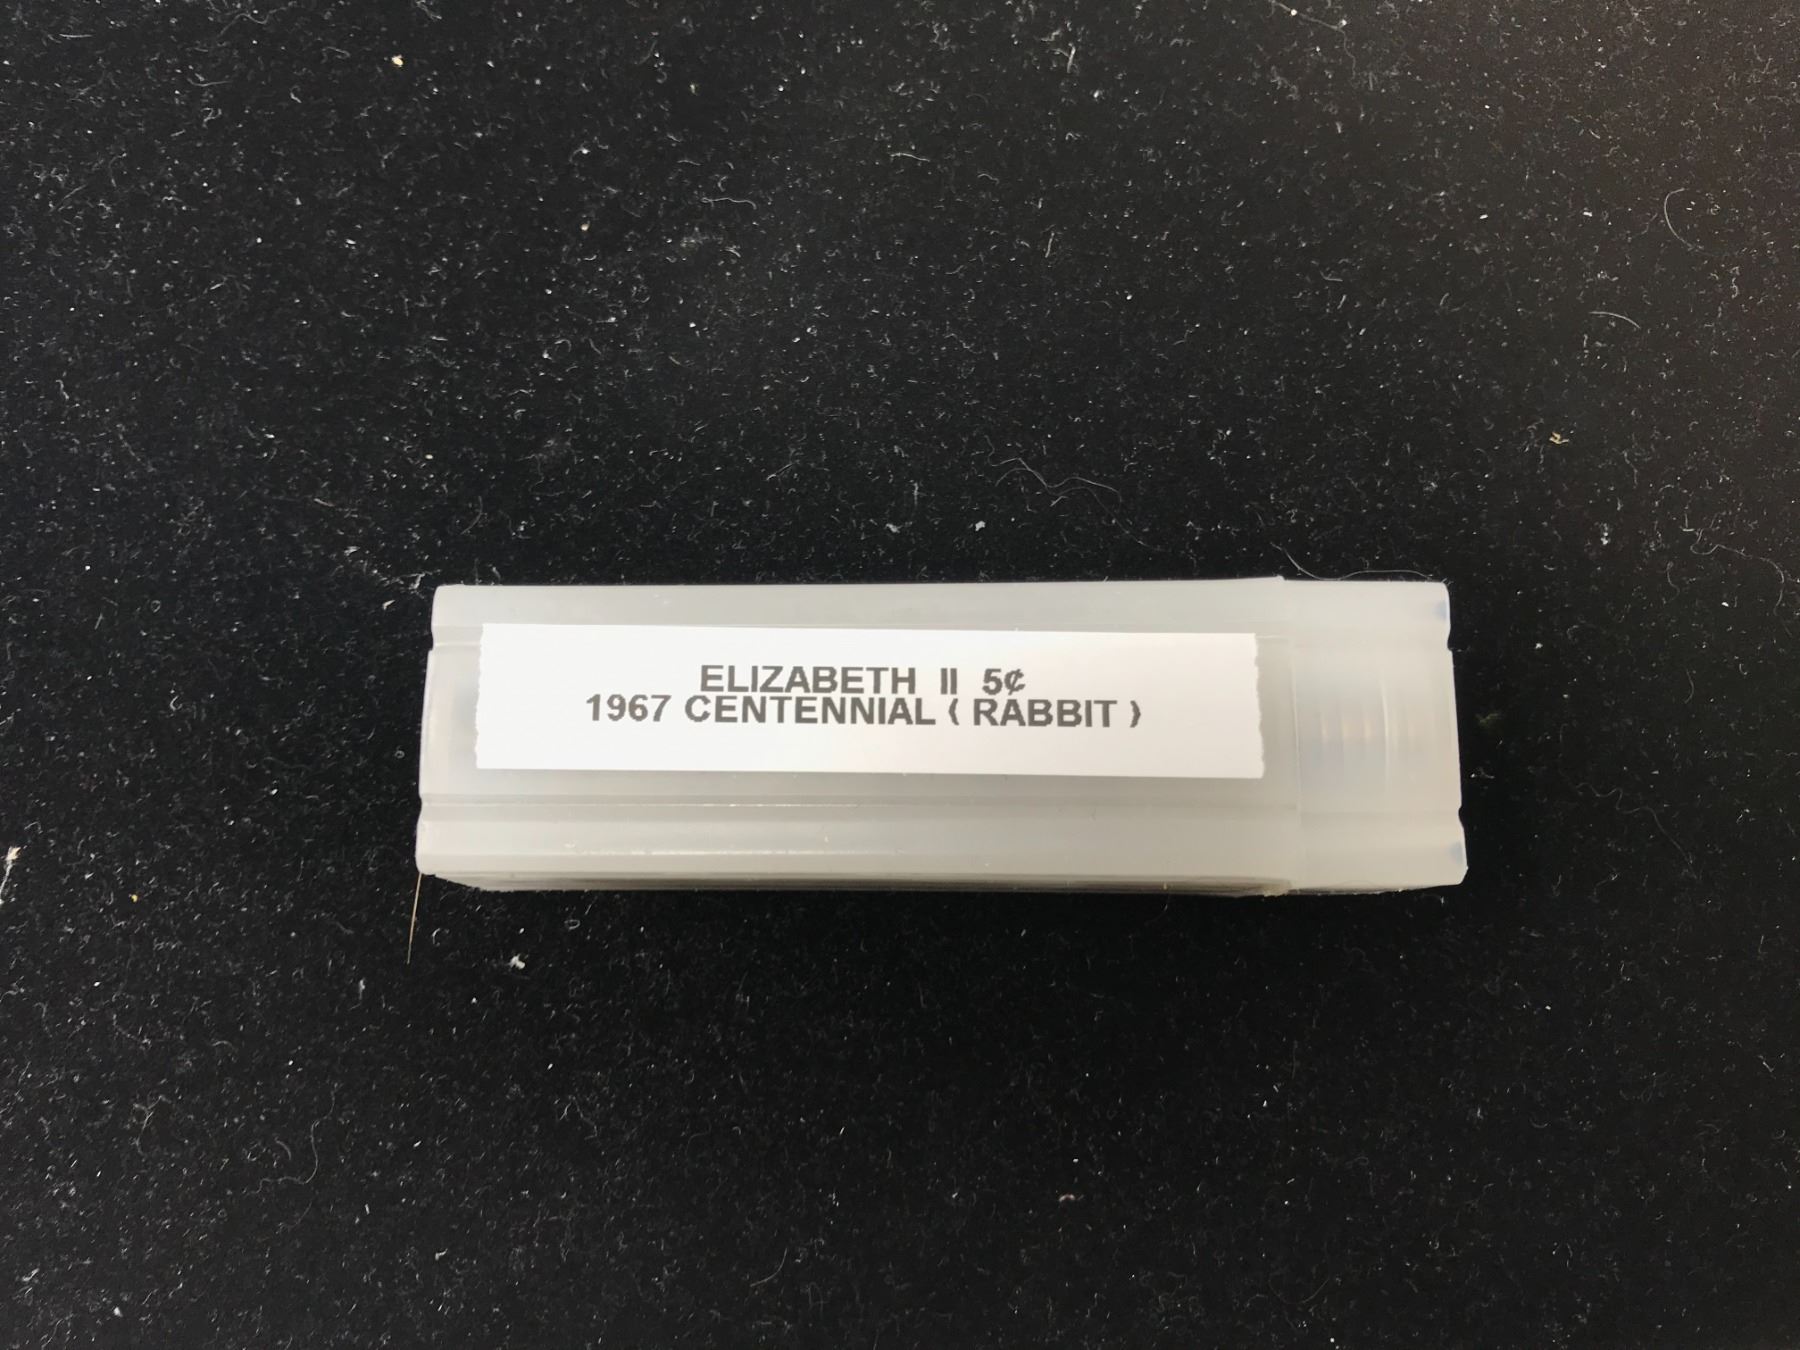 ELIZABETH II 5¢
1967 CENTENNIAL ( RABBIT )